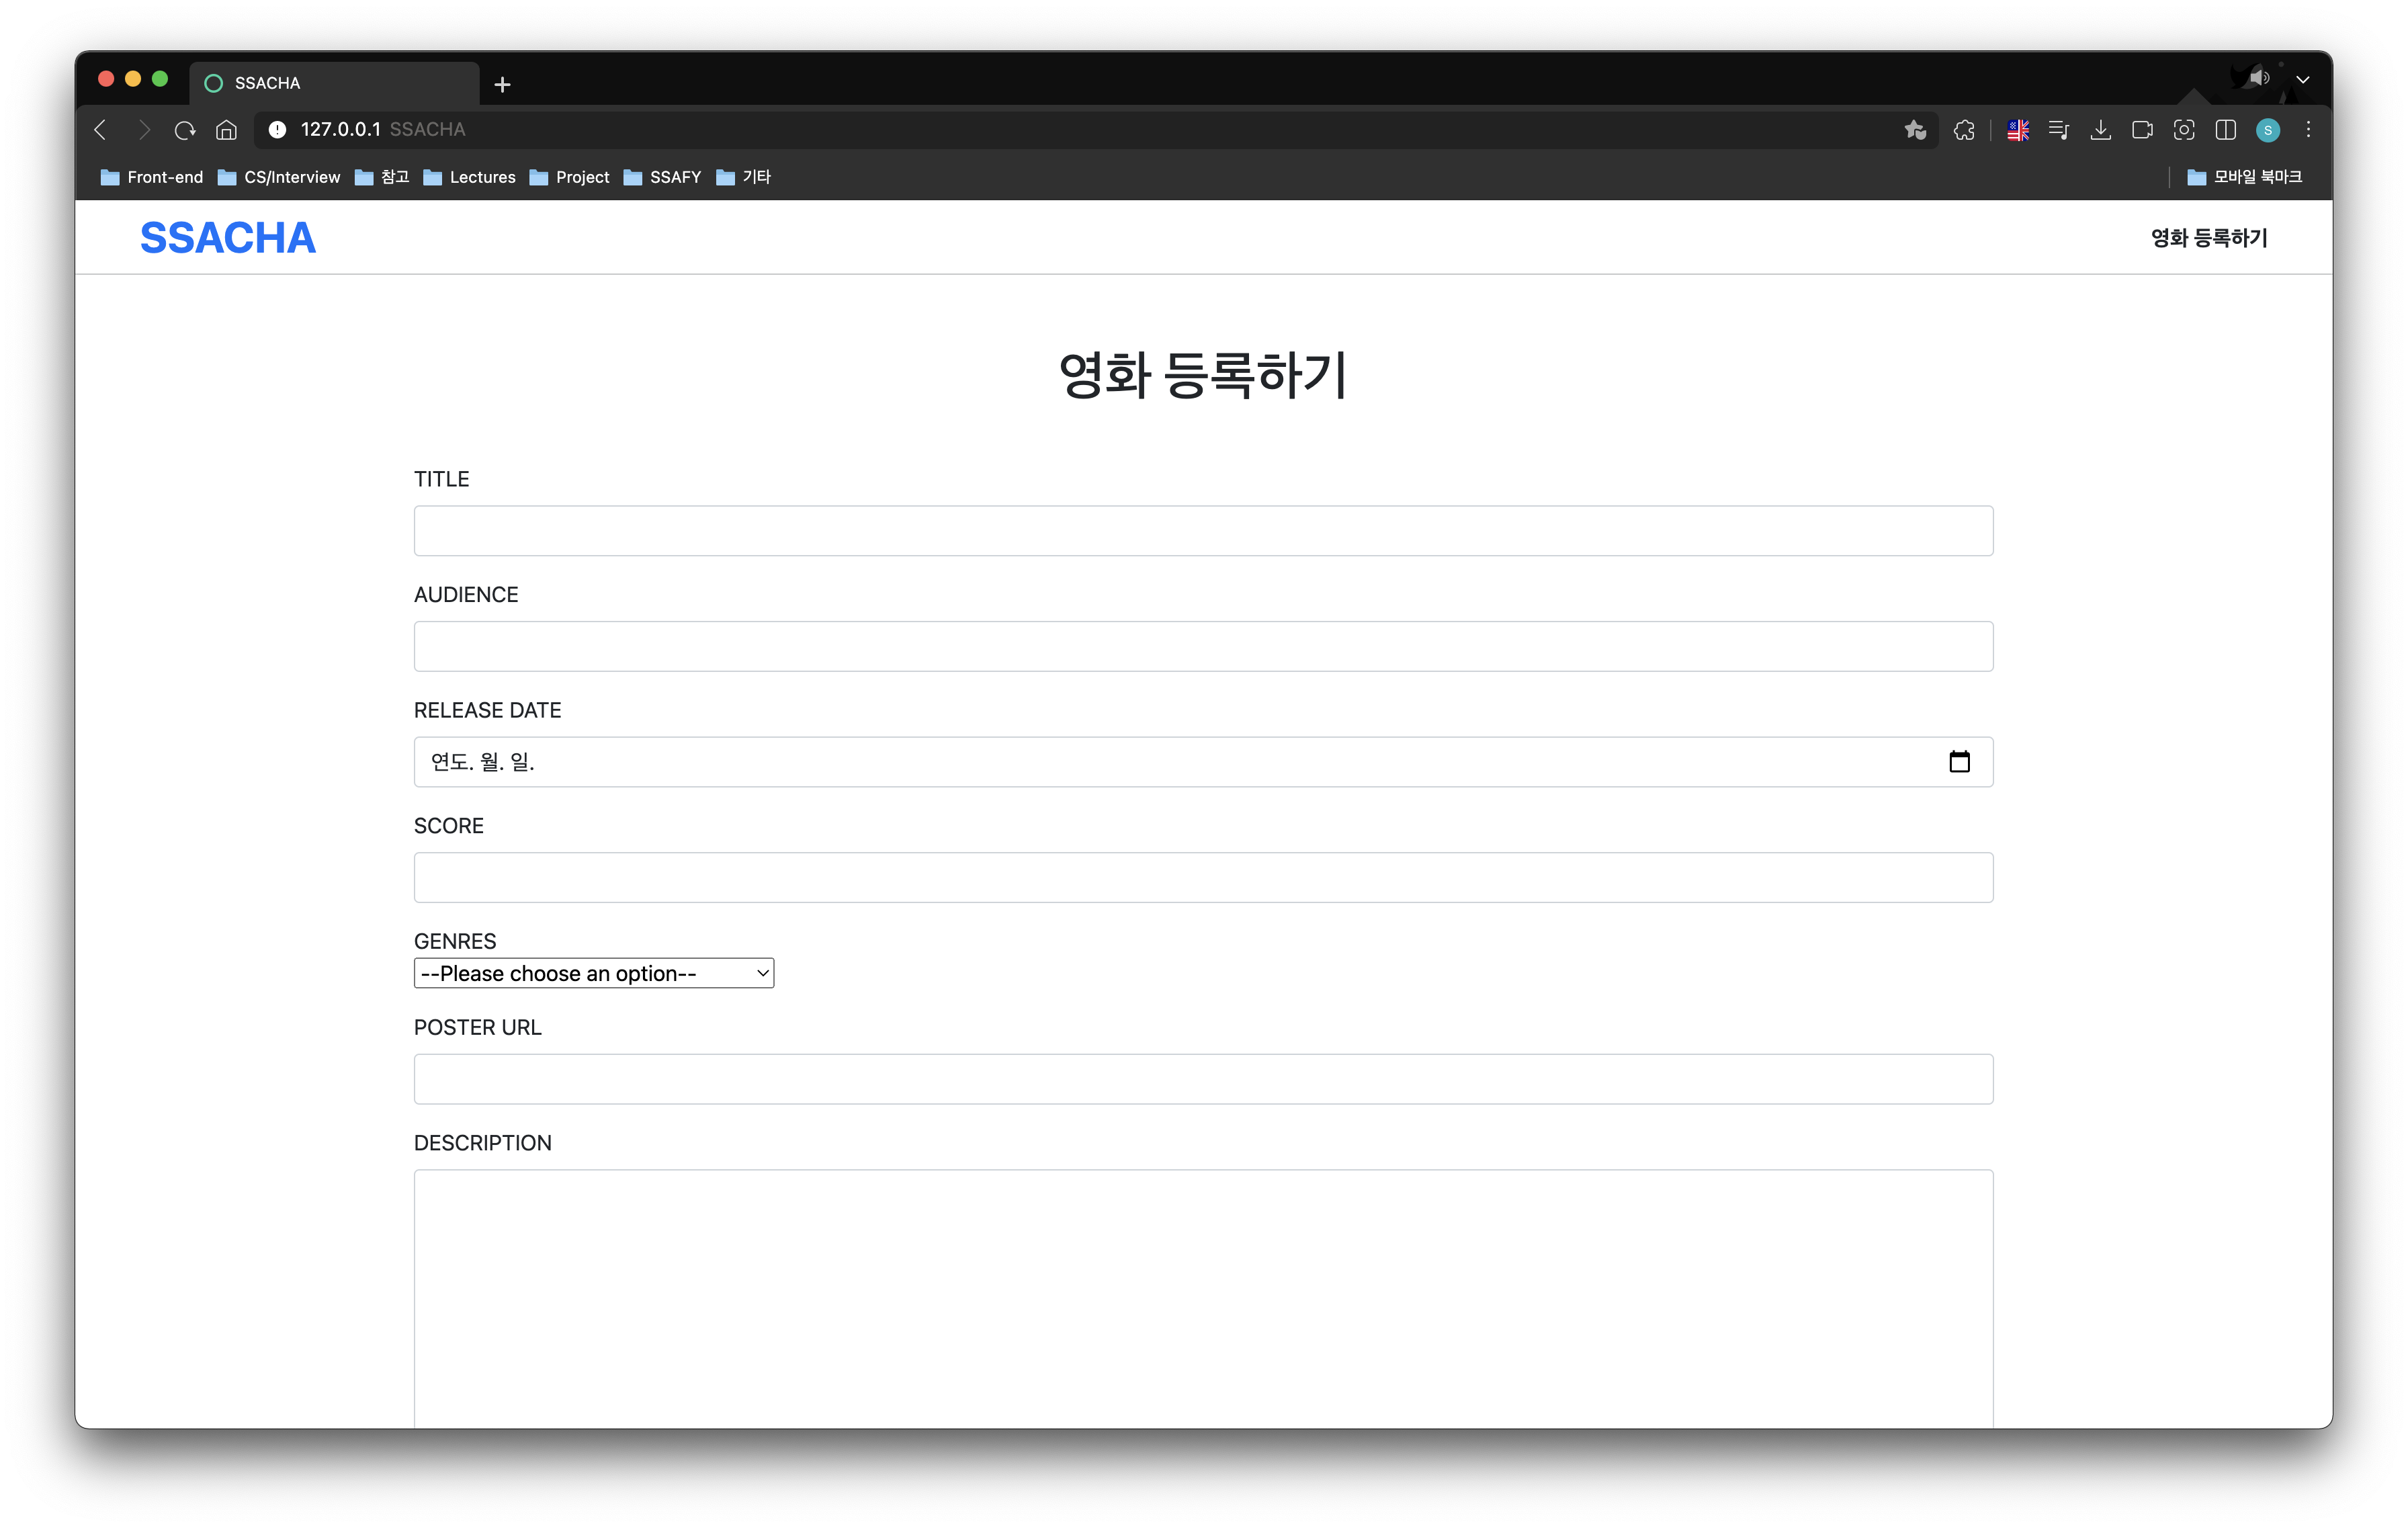 SSACHA
127.0.0.1 SSACHA
S
Front-end CS/Interview 참고 Lectures Project SSAFY 기타 모바일 북마크
SSACHA 영화 등록하기
영화 등록하기
TITLE
AUDIENCE
RELEASE DATE
연도. 월. 일.
SCORE
GENRES
--Please choose an option--
POSTER URL
DESCRIPTION